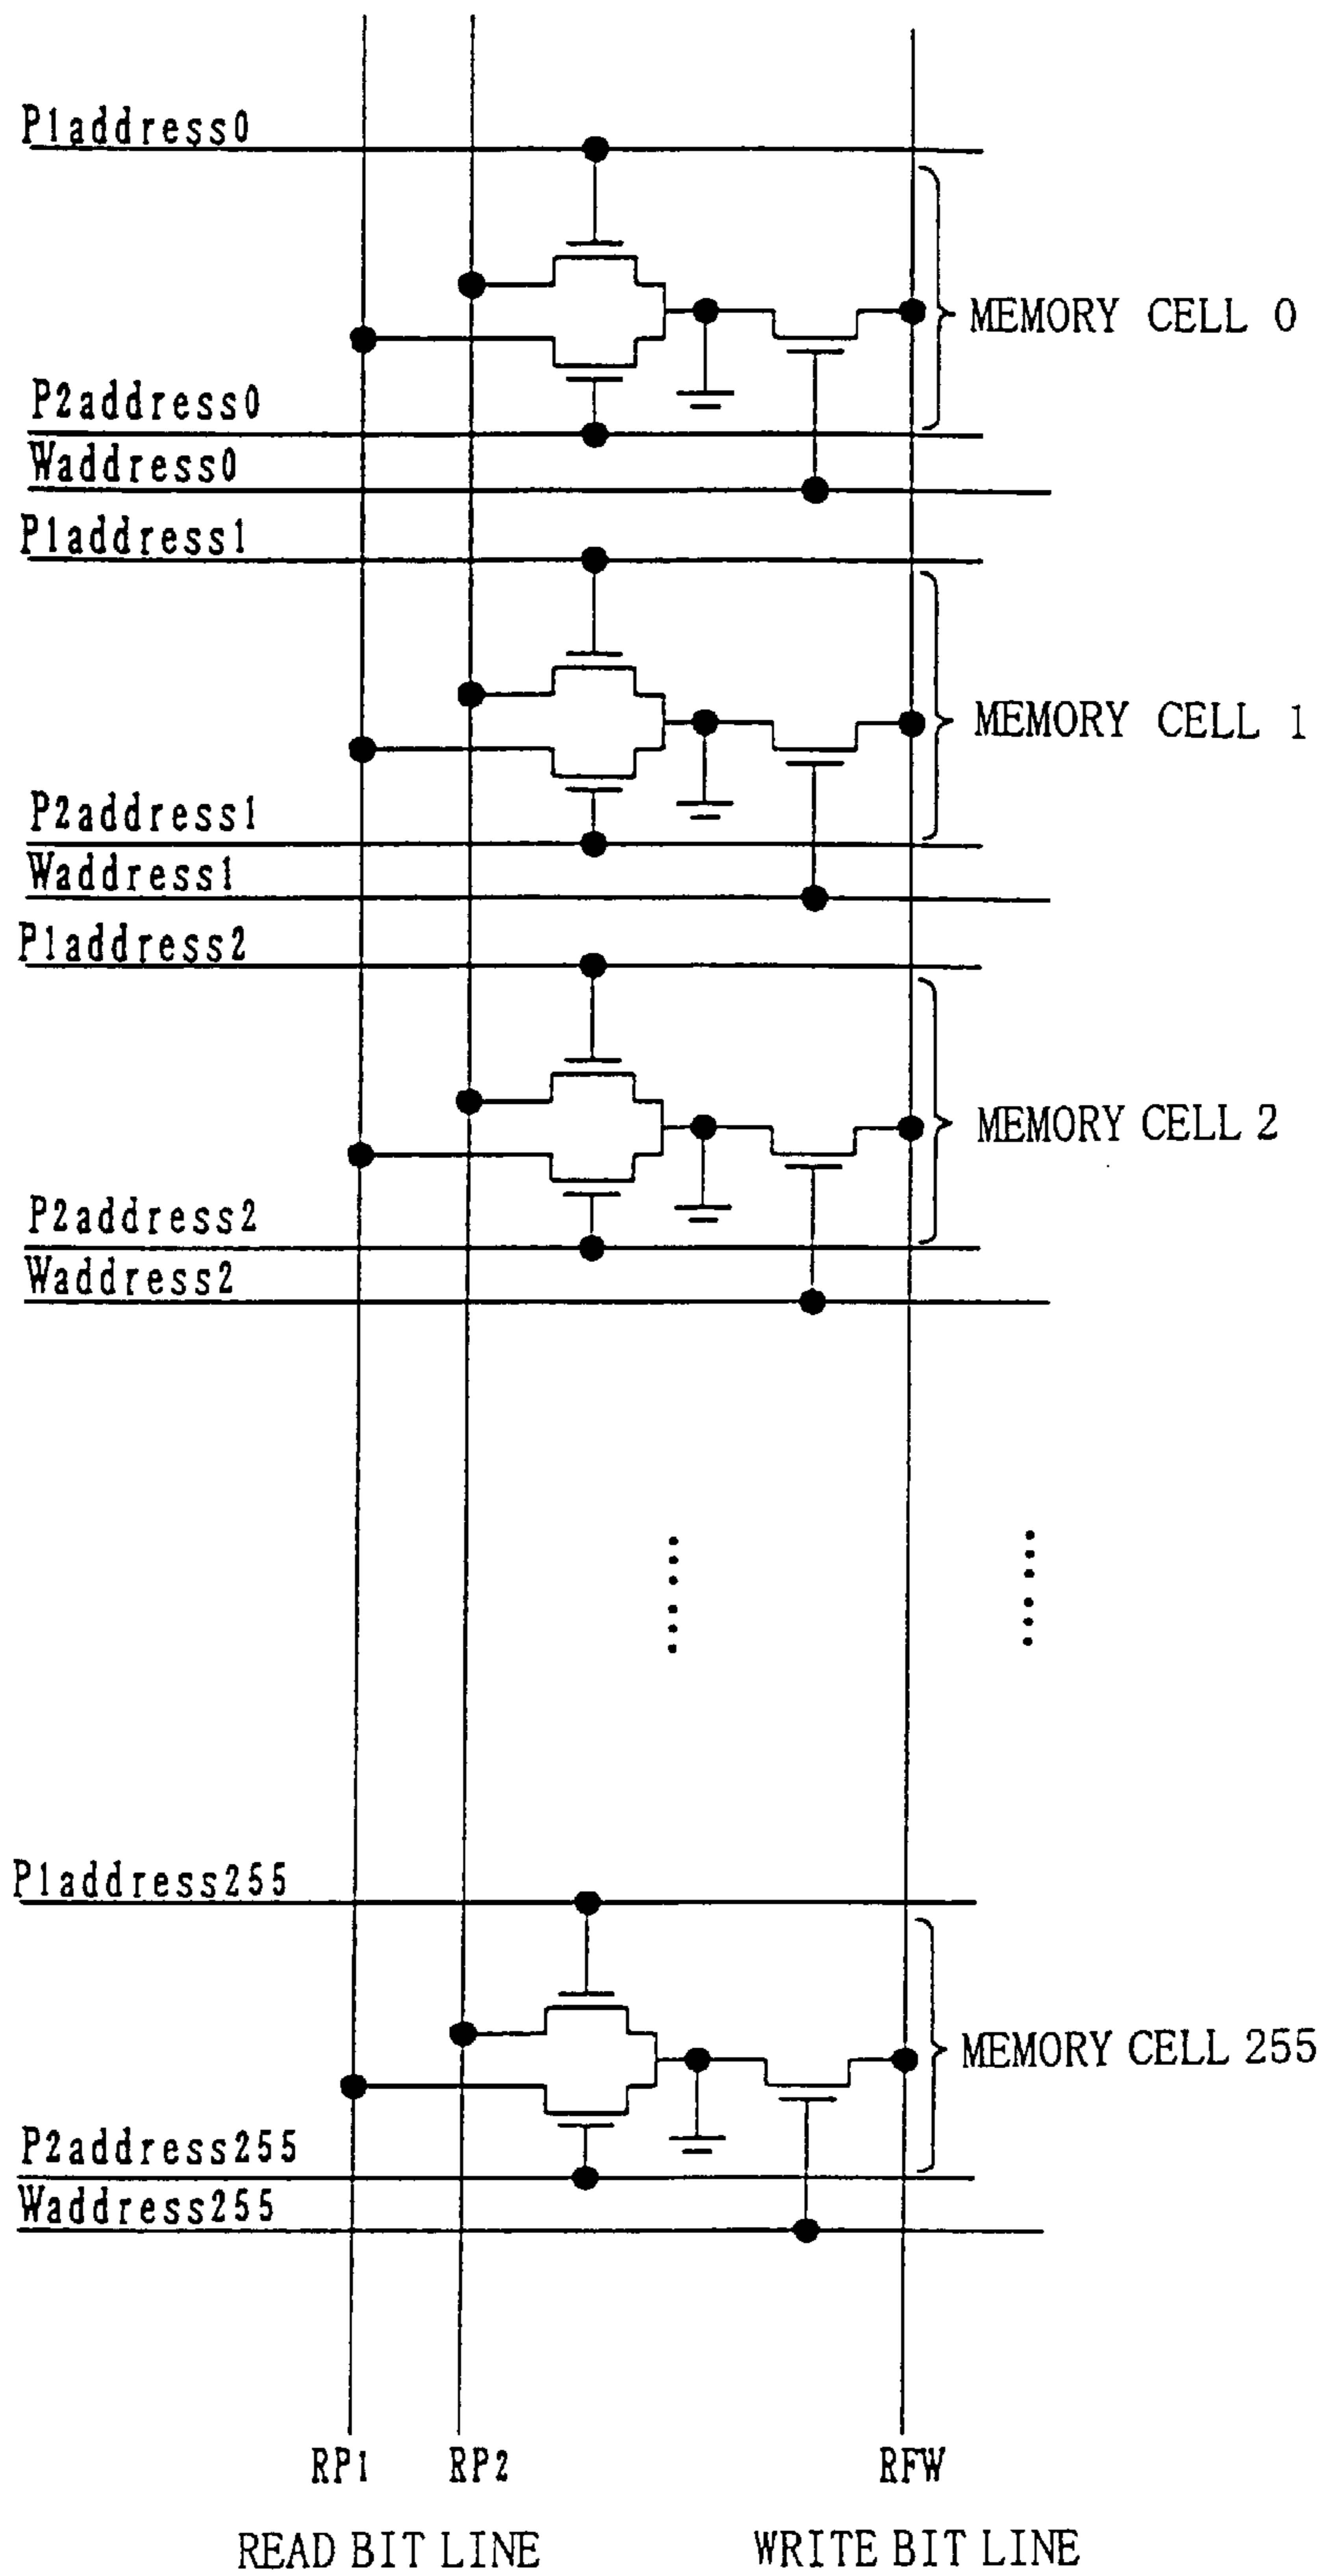 P1address0
MEMORY CELL 0
P2address0
Waddress0
P1address1
MEMORY CELL 1
P2address1
Waddress1
P1address2
MEMORY CELL 2
P2address2
Waddress2
P1address255
MEMORY CELL 255
P2address255
Waddress255
RP1 RP2 RFW
READ BIT LINE WRITE BIT LINE